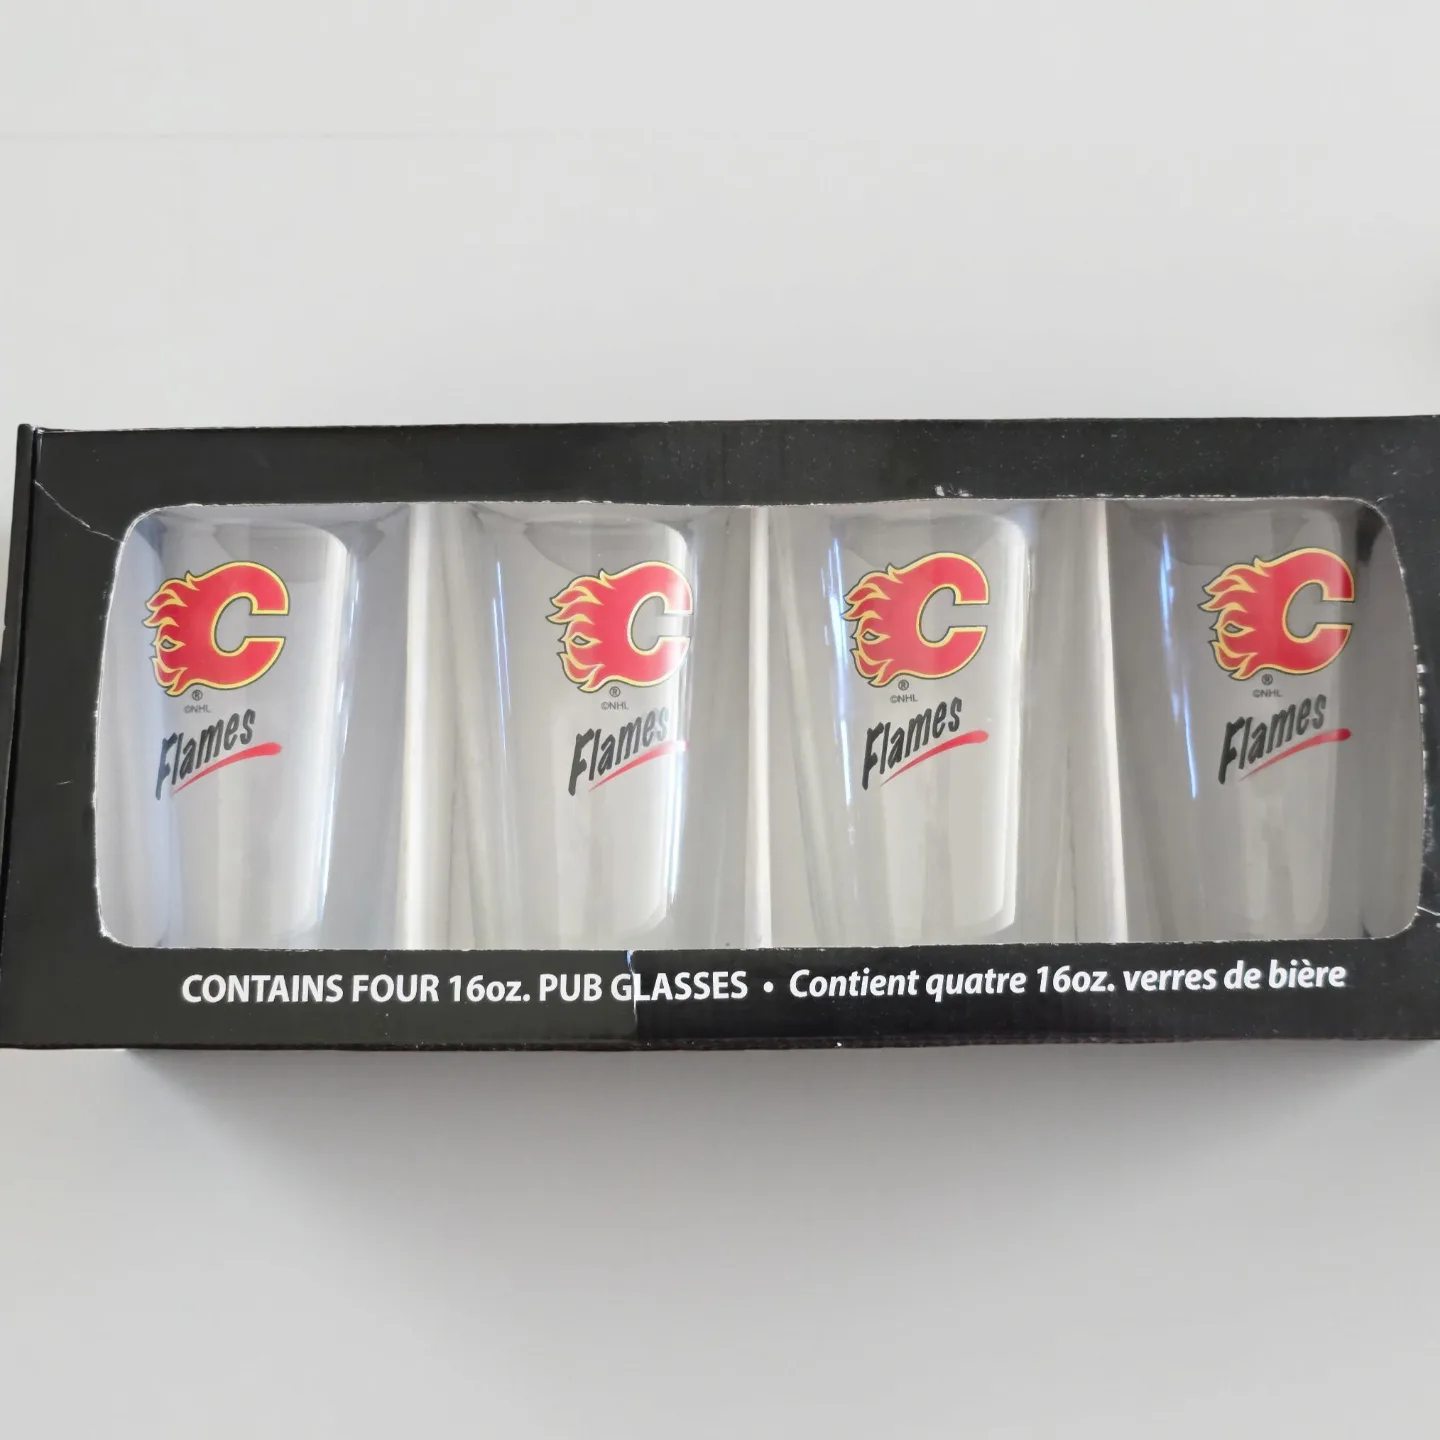 C
®
©NHL
Flames
C
®
©NHL
Flames
C
®
©NHL
Flames
C
®
©NHL
Flames
CONTAINS FOUR 16oz. PUB GLASSES • Contient quatre 16oz. verres de bière